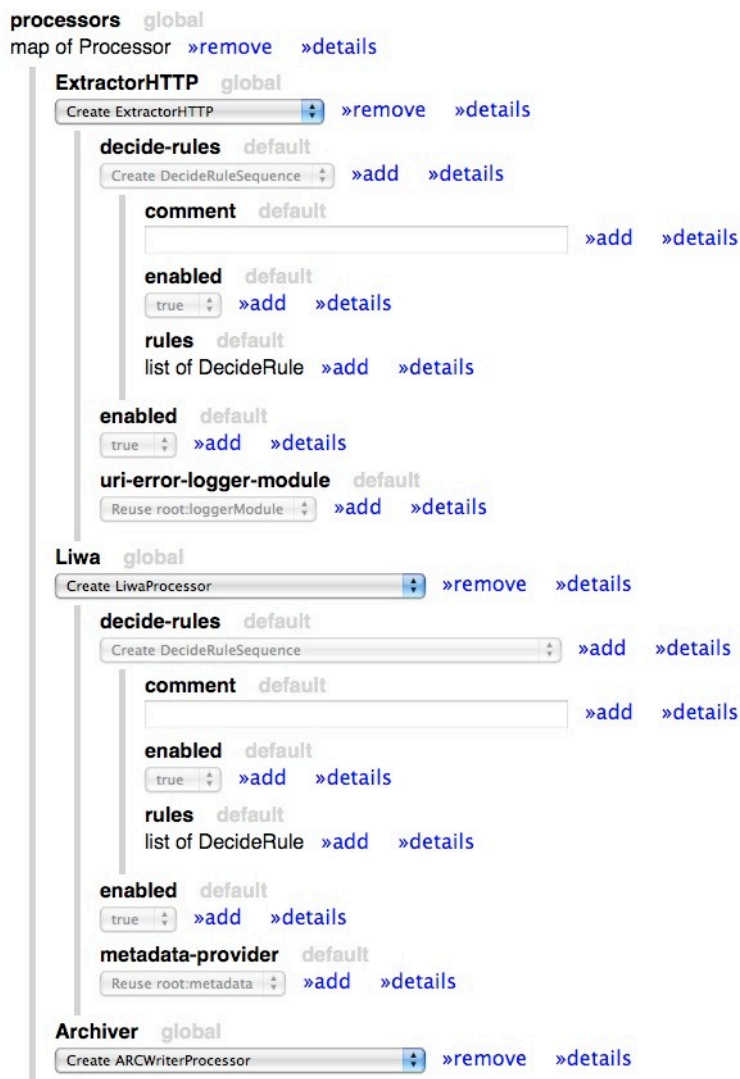 processors global
map of Processor »remove »details
ExtractorHTTP global
Create ExtractorHTTP »remove »details
decide-rules default
Create DecideRuleSequence »add »details
comment default
»add »details
enabled default
true »add »details
rules default
list of DecideRule »add »details
enabled default
true »add »details
uri-error-logger-module default
Reuse root:loggerModule »add »details
Liwa global
Create LiwaProcessor »remove »details
decide-rules default
Create DecideRuleSequence »add »details
comment default
»add »details
enabled default
true »add »details
rules default
list of DecideRule »add »details
enabled default
true »add »details
metadata-provider default
Reuse root:metadata »add »details
Archiver global
Create ARCWriterProcessor »remove »details